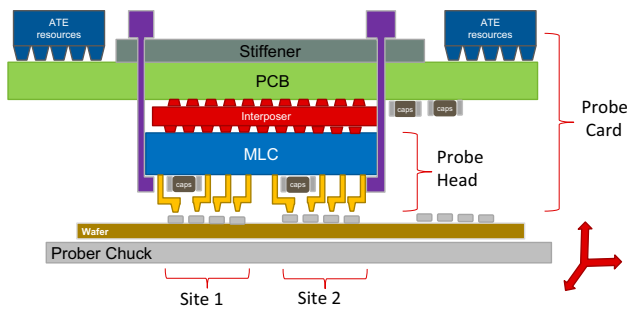 ATE
resources
ATE
resources
Stiffener
PCB
caps
caps
Interposer
Probe
Card
MLC
Probe
Head
caps
caps
Wafer
Prober Chuck
Site 1
Site 2